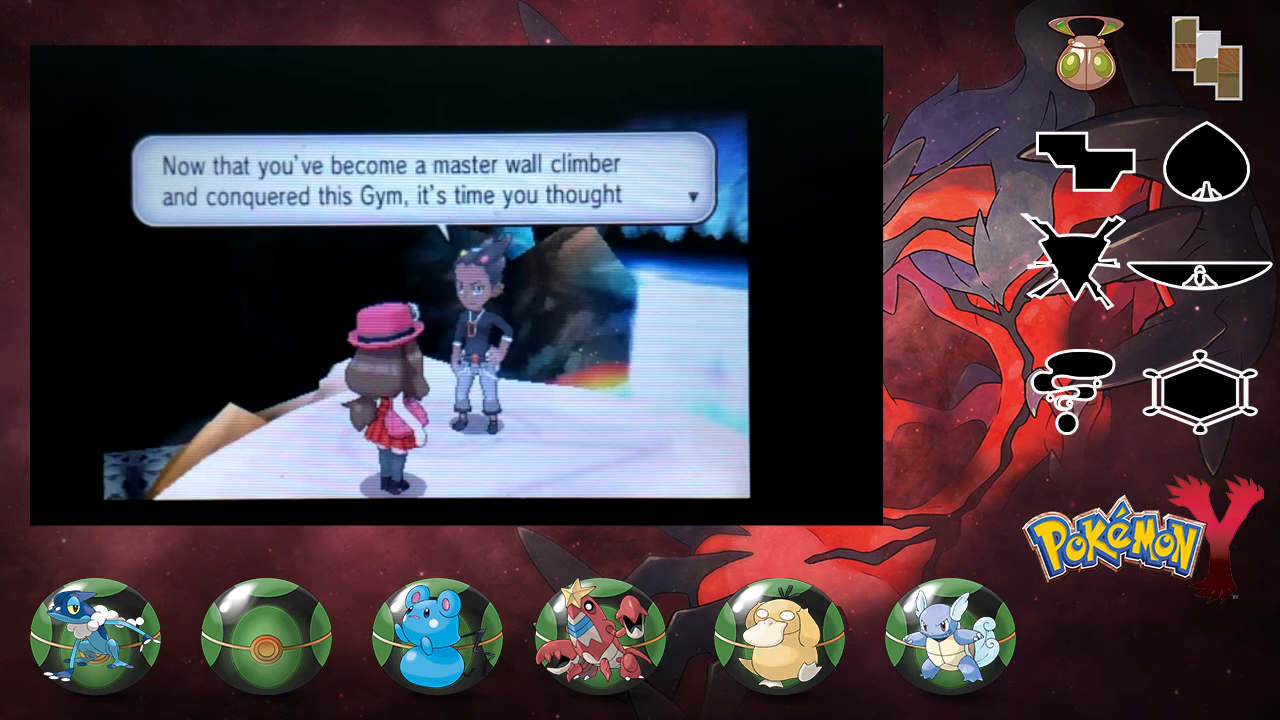 Now that you've become a master wall climber
and conquered this Gym, it's time you thought
POKéMON Y